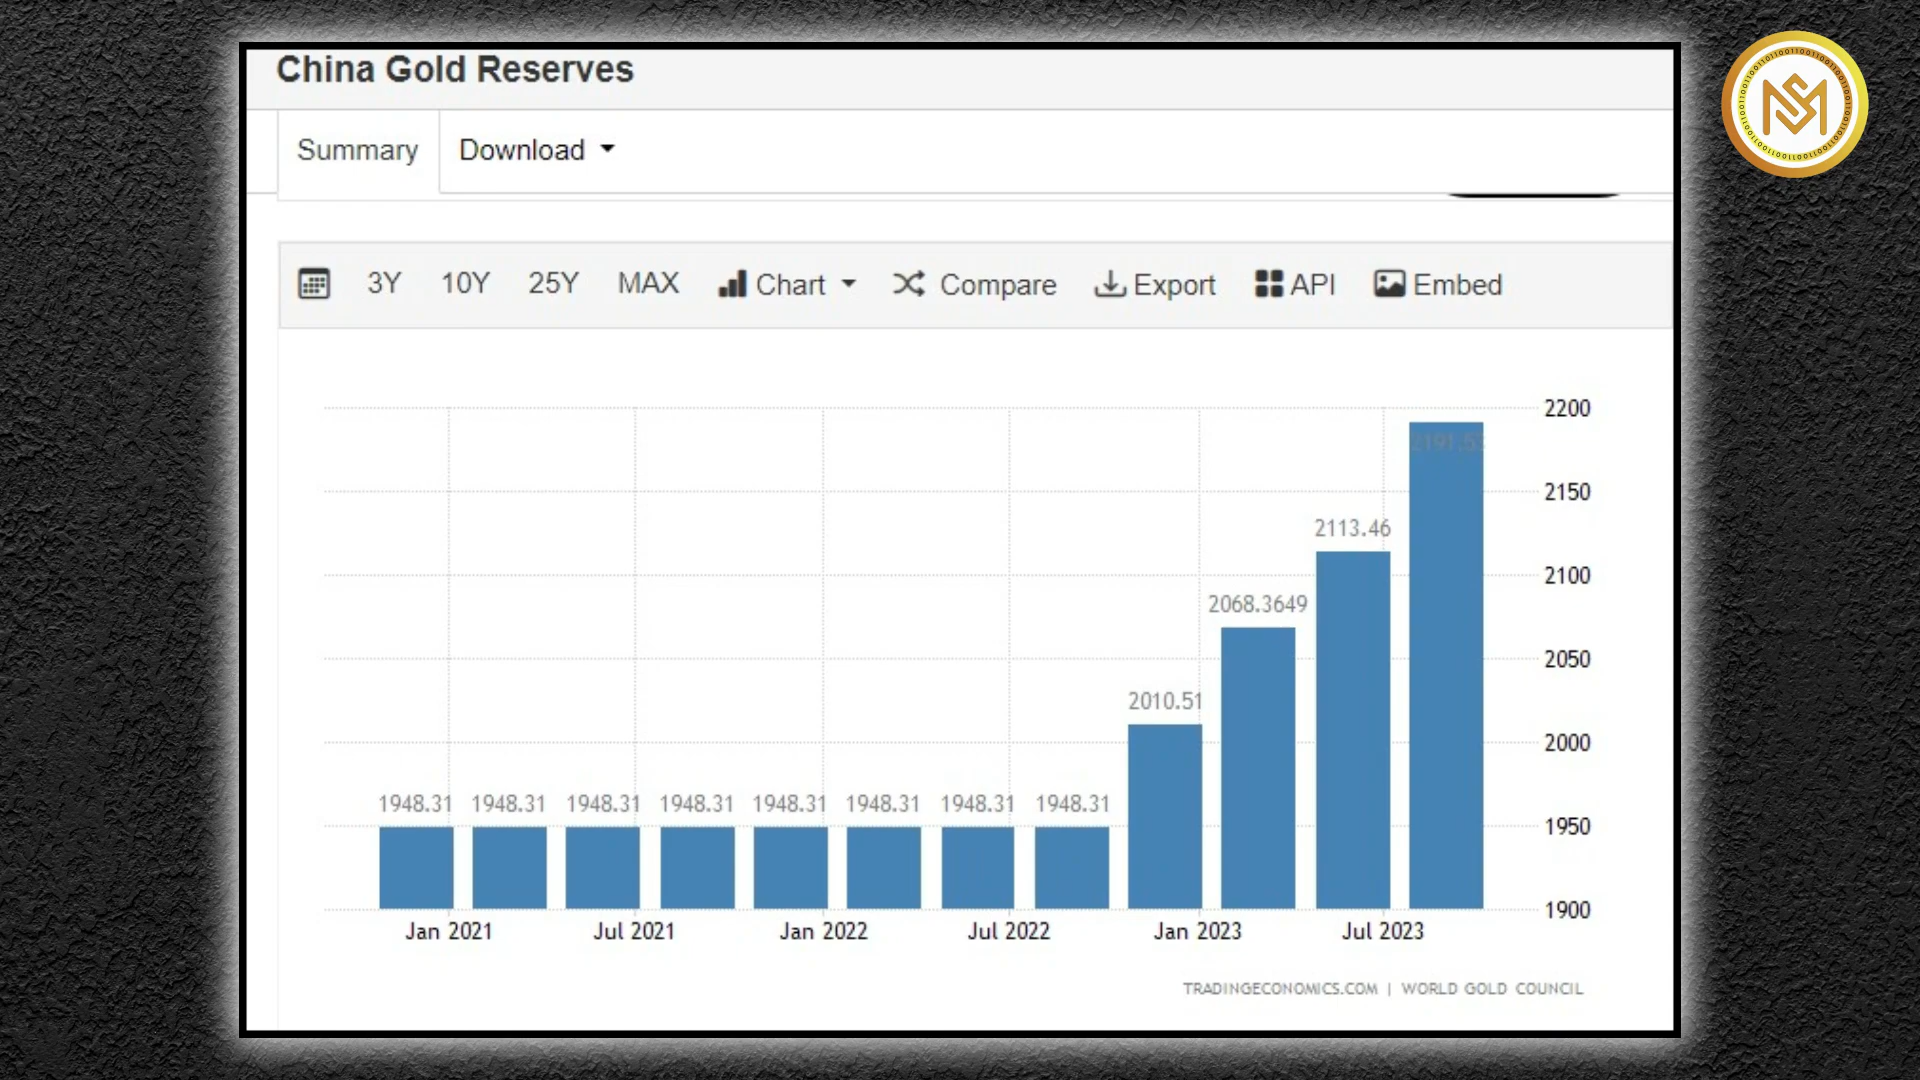 China Gold Reserves
Summary Download
3Y 10Y 25Y MAX Chart Compare Export API Embed
2200
2191.53
2150
2113.46
2100
2068.3649
2050
2010.51
2000
1948.31 1948.31 1948.31 1948.31 1948.31 1948.31 1948.31 1948.31
1950
1900
Jan 2021 Jul 2021 Jan 2022 Jul 2022 Jan 2023 Jul 2023
TRADINGECONOMICS.COM | WORLD GOLD COUNCIL